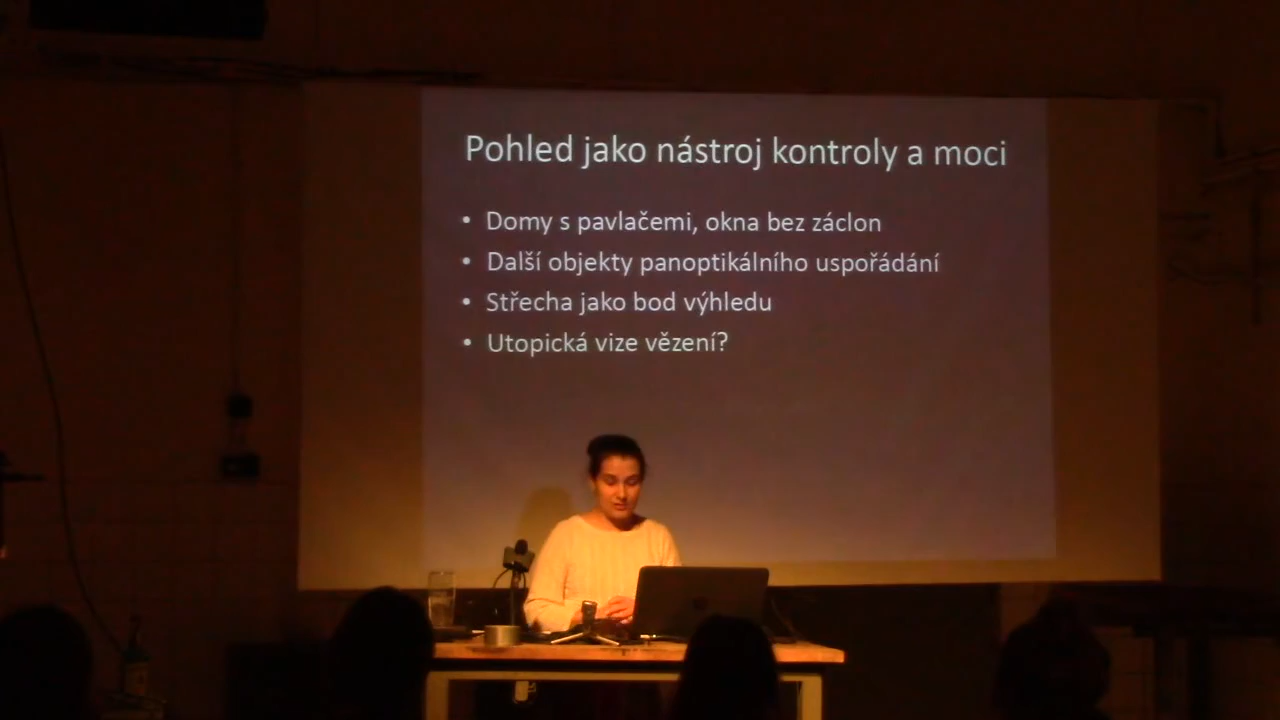 Pohled jako nástroj kontroly a moci
• Domy s pavlačemi, okna bez záclon
• Další objekty panoptikálního uspořádání
• Střecha jako bod výhledu
• Utopická vize vězení?